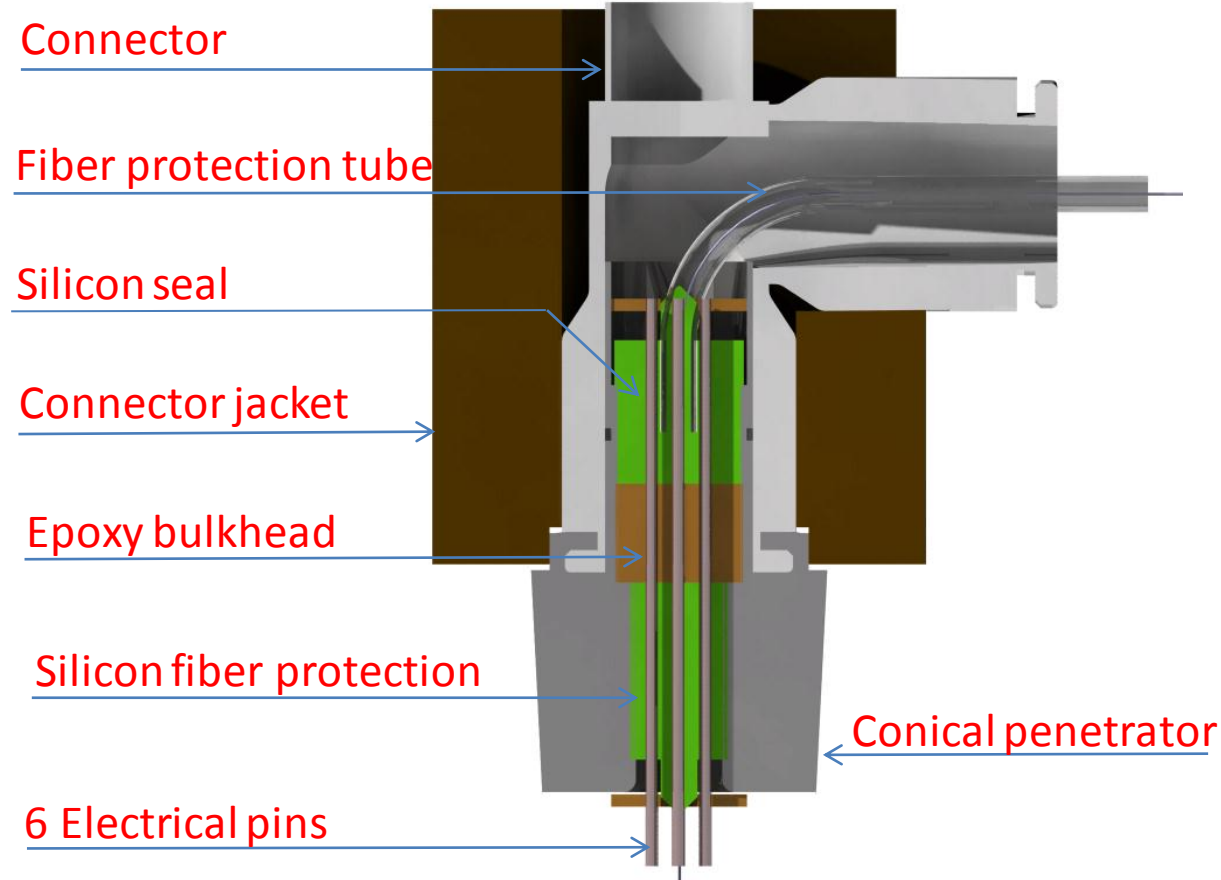 Connector
Fiber protection tube
Silicon seal
Connector jacket
Epoxy bulkhead
Silicon fiber protection
Conical penetrator
6 Electrical pins